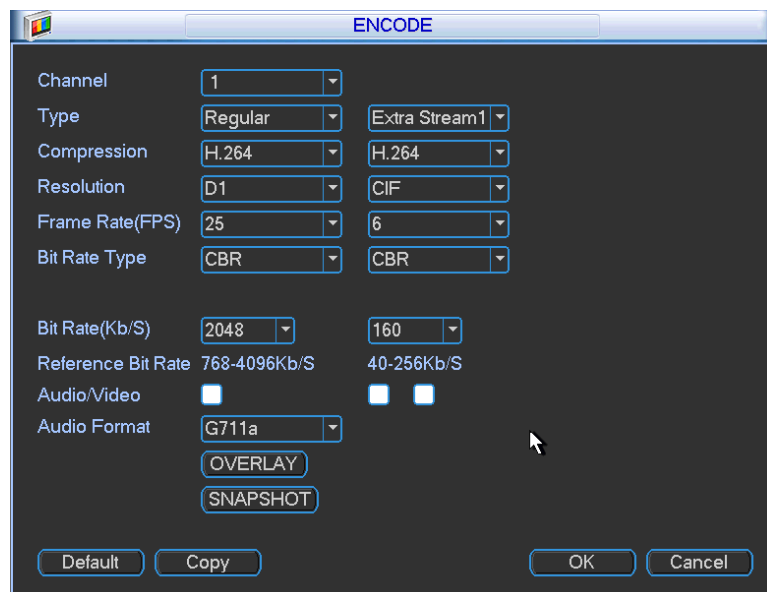 ENCODE
Channel 1
Type Regular Extra Stream1
Compression H.264 H.264
Resolution D1 CIF
Frame Rate(FPS) 25 6
Bit Rate Type CBR CBR
Bit Rate(Kb/S) 2048 160
Reference Bit Rate 768-4096Kb/S 40-256Kb/S
Audio/Video
Audio Format G711a
OVERLAY
SNAPSHOT
Default Copy OK Cancel